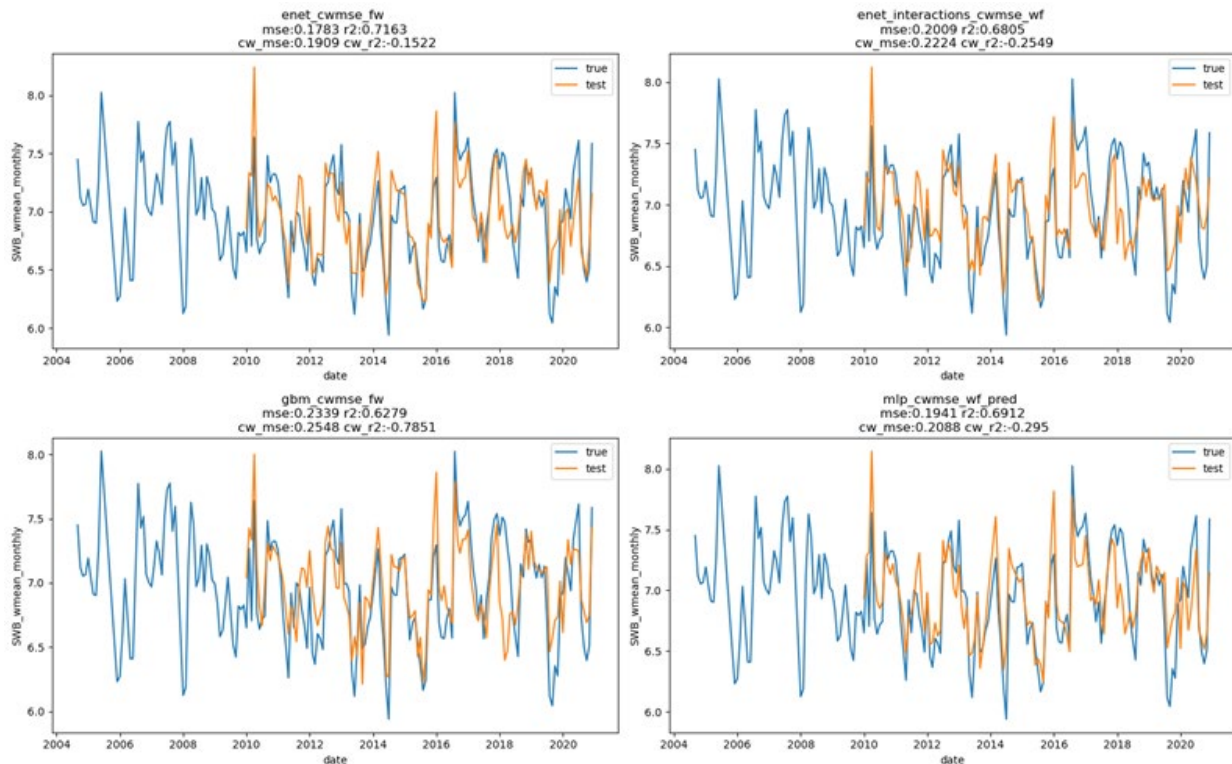 enet_cwmse_fw
mse:0.1783 r2:0.7163
cw_mse:0.1909 cw_r2:-0.1522
true
test
8.0
7.5
7.0
6.5
6.0
SWB_wmean_monthly
2004 2006 2008 2010 2012 2014 2016 2018 2020
date
enet_interactions_cwmse_wf
mse:0.2009 r2:0.6805
cw_mse:0.2224 cw_r2:-0.2549
true
test
8.0
7.5
7.0
6.5
6.0
SWB_wmean_monthly
2004 2006 2008 2010 2012 2014 2016 2018 2020
date
gbm_cwmse_fw
mse:0.2339 r2:0.6279
cw_mse:0.2548 cw_r2:-0.7851
true
test
8.0
7.5
7.0
6.5
6.0
SWB_wmean_monthly
2004 2006 2008 2010 2012 2014 2016 2018 2020
date
mlp_cwmse_wf_pred
mse:0.1941 r2:0.6912
cw_mse:0.2088 cw_r2:-0.295
true
test
8.0
7.5
7.0
6.5
6.0
SWB_wmean_monthly
2004 2006 2008 2010 2012 2014 2016 2018 2020
date